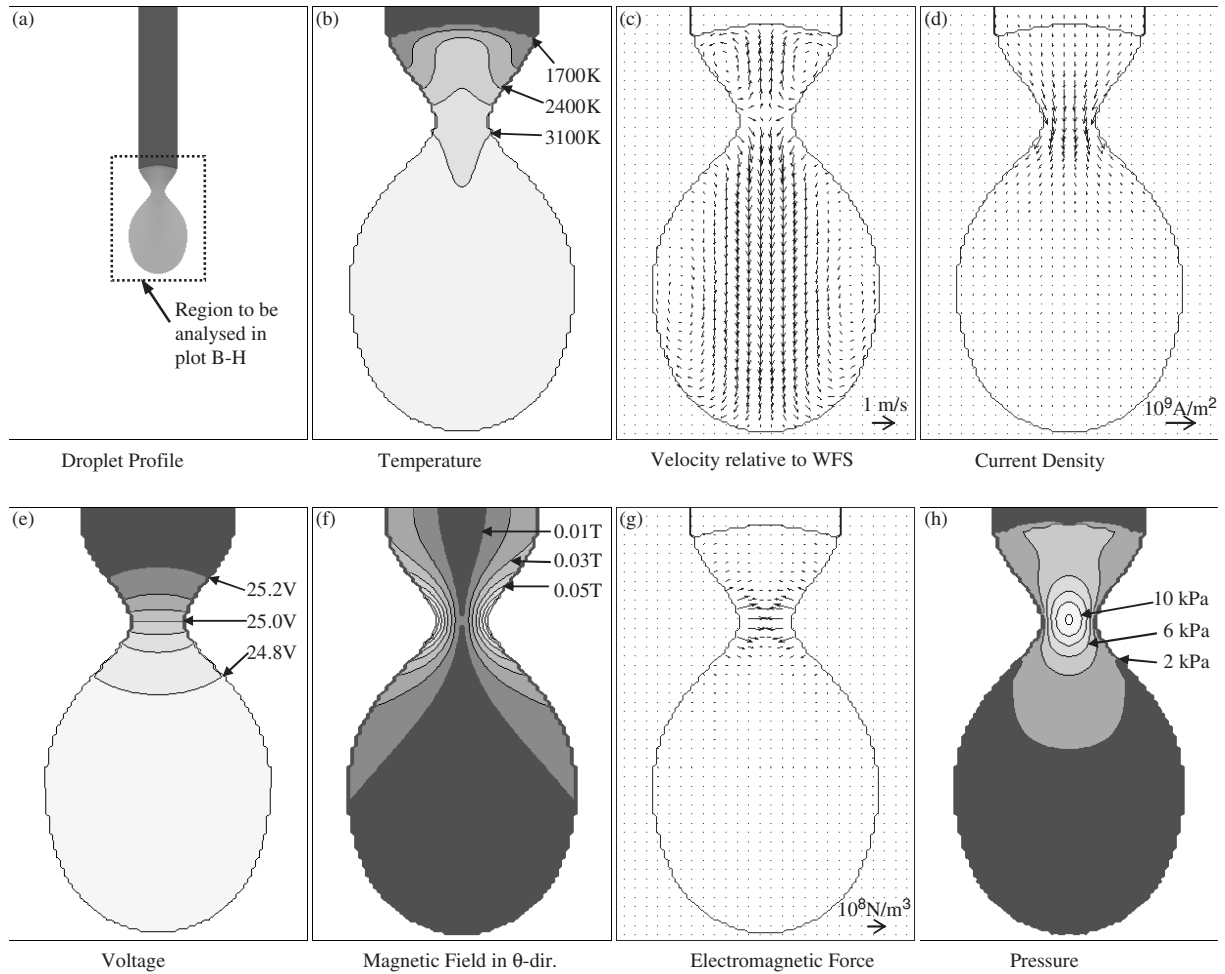 (a)
Region to be
analysed in
plot B-H
Droplet Profile
(b)
1700K
2400K
3100K
Temperature
(c)
1 m/s
Velocity relative to WFS
(d)
10⁹A/m²
Current Density
(e)
25.2V
25.0V
24.8V
Voltage
(f)
0.01T
0.03T
0.05T
Magnetic Field in θ-dir.
(g)
10⁸N/m³
Electromagnetic Force
(h)
10 kPa
6 kPa
2 kPa
Pressure